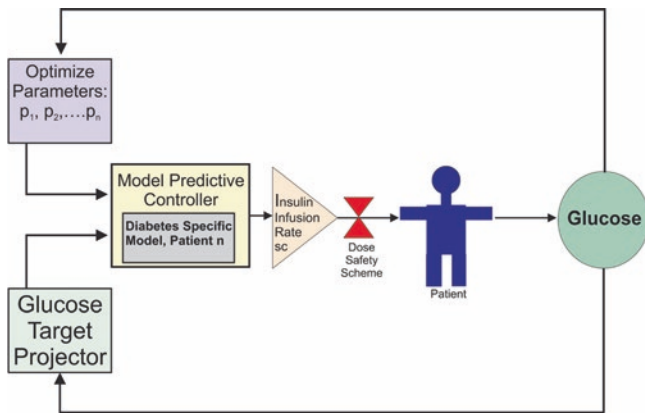 Optimize
Parameters:
p₁, p₂,....pₙ
Model Predictive
Controller
Diabetes Specific
Model, Patient n
Insulin
Infusion
Rate
sc
Dose
Safety
Scheme
Patient
Glucose
Glucose
Target
Projector